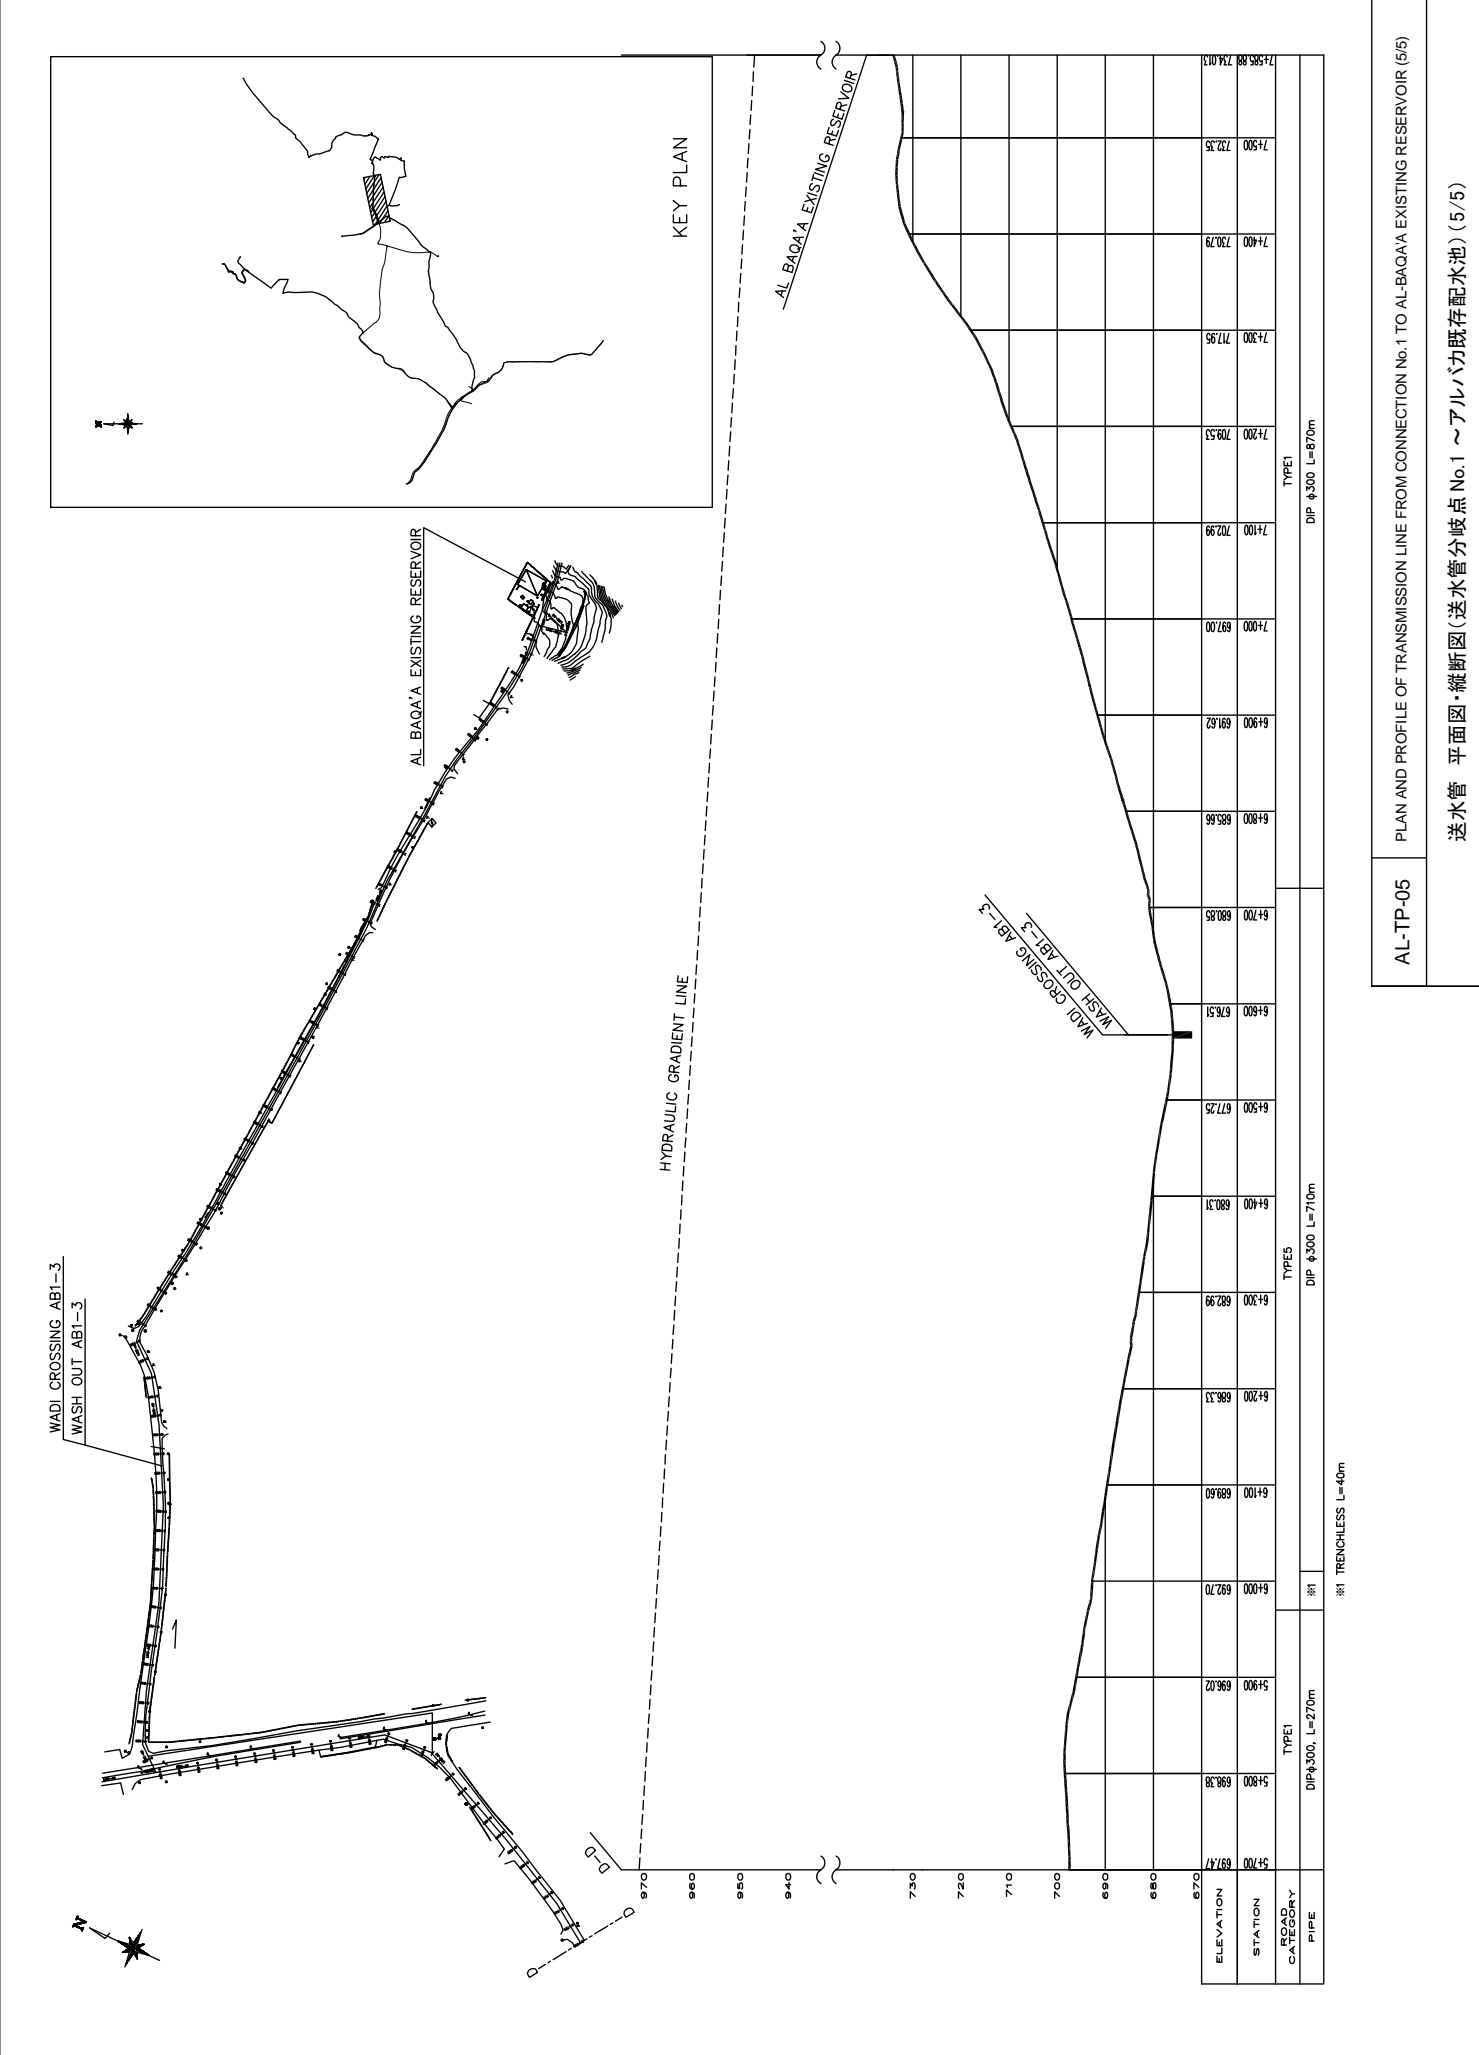 KEY PLAN
N
AL BAQA'A EXISTING RESERVOIR
WADI CROSSING AB1-3
WASH OUT AB1-3
N
D
D
D-D
HYDRAULIC GRADIENT LINE
AL BAQA'A EXISTING RESERVOIR
WADI CROSSING AB1-3
WASH OUT AB1-3
970
960
950
940
730
720
710
700
690
680
670
ELEVATION 697.47 698.38 696.02 692.70 689.60 686.33 682.99 680.31 677.25 676.51 680.85 685.66 691.62 697.00 702.99 709.53 717.95 730.79 732.35 734.013
STATION 5+700 5+800 5+900 6+000 6+100 6+200 6+300 6+400 6+500 6+600 6+700 6+800 6+900 7+000 7+100 7+200 7+300 7+400 7+500 7+585.88
ROAD CATEGORY TYPE1 TYPE5 TYPE1
PIPE DIPφ300, L=270m ※1 DIP φ300 L=710m DIP φ300 L=870m
※1 TRENCHLESS L=40m
AL-TP-05
PLAN AND PROFILE OF TRANSMISSION LINE FROM CONNECTION No.1 TO AL-BAQA'A EXISTING RESERVOIR (5/5)
送水管 平面図・縦断図(送水管分岐点 No.1 ～アルバカ既存配水池)(5/5)